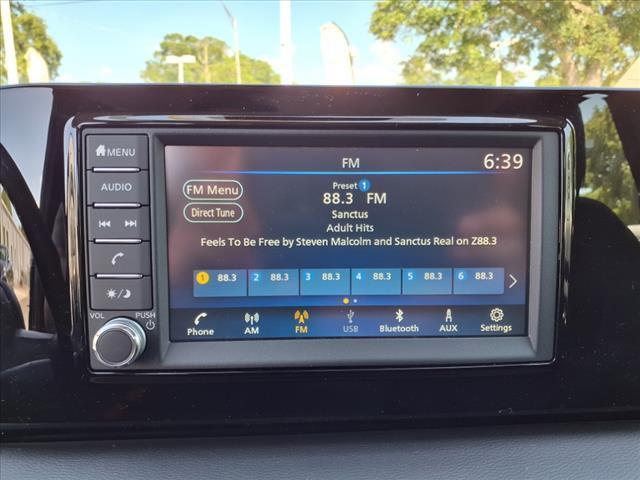 MENU
AUDIO
VOL PUSH
FM 6:39
FM Menu
Direct Tune
Preset 1
88.3 FM
Sanctus
Adult Hits
Feels To Be Free by Steven Malcolm and Sanctus Real on Z88.3
1 88.3 2 88.3 3 88.3 4 88.3 5 88.3 6 88.3
Phone AM FM USB Bluetooth AUX Settings